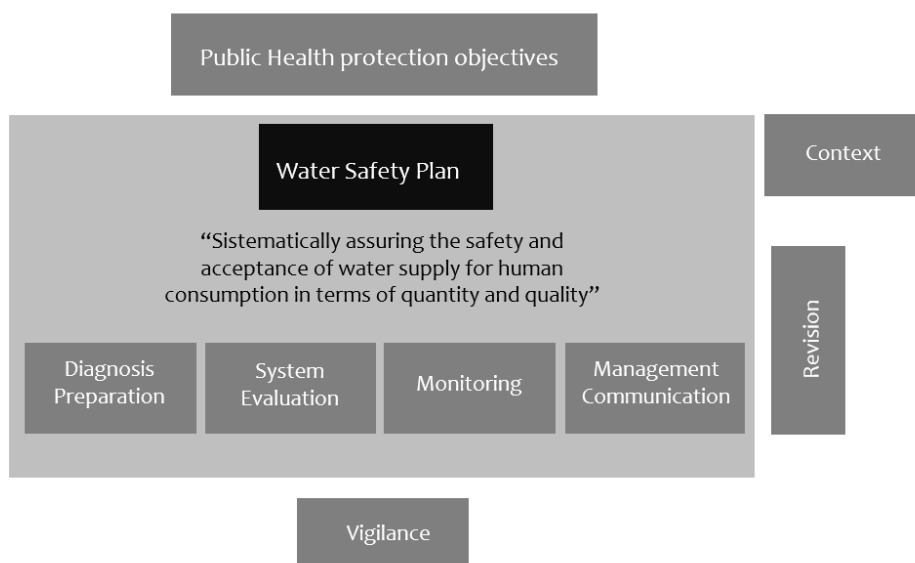 Public Health protection objectives
Water Safety Plan
Context
“Sistematically assuring the safety and
acceptance of water supply for human
consumption in terms of quantity and quality”
Revision
Diagnosis
Preparation
System
Evaluation
Monitoring
Management
Communication
Vigilance